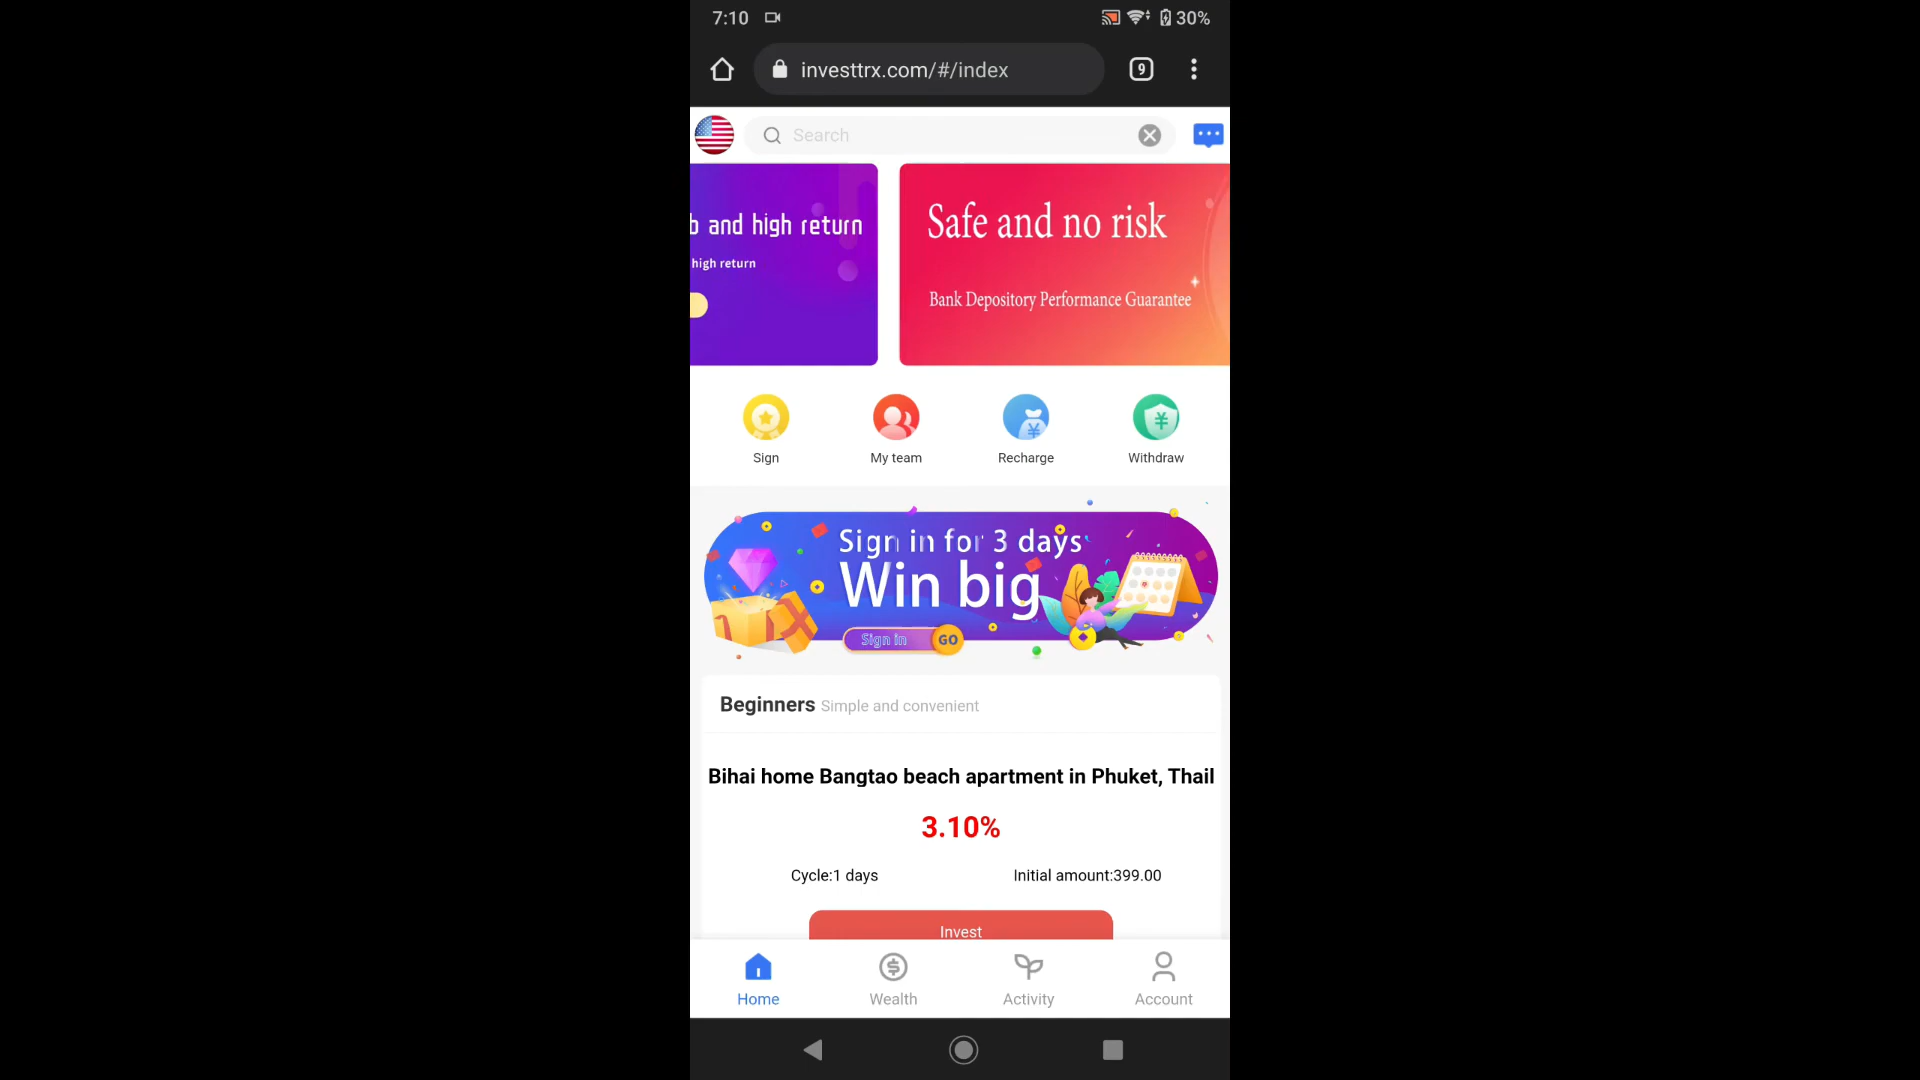 7:10
30%
investtrx.com/#/index
9
Search
and high return
high return
Safe and no risk
Bank Depository Performance Guarantee
Sign
My team
Recharge
Withdraw
Sign in for 3 days
Win big
Sign in
GO
Beginners Simple and convenient
Bihai home Bangtao beach apartment in Phuket, Thail
3.10%
Cycle:1 days
Initial amount:399.00
Invest
Home
Wealth
Activity
Account